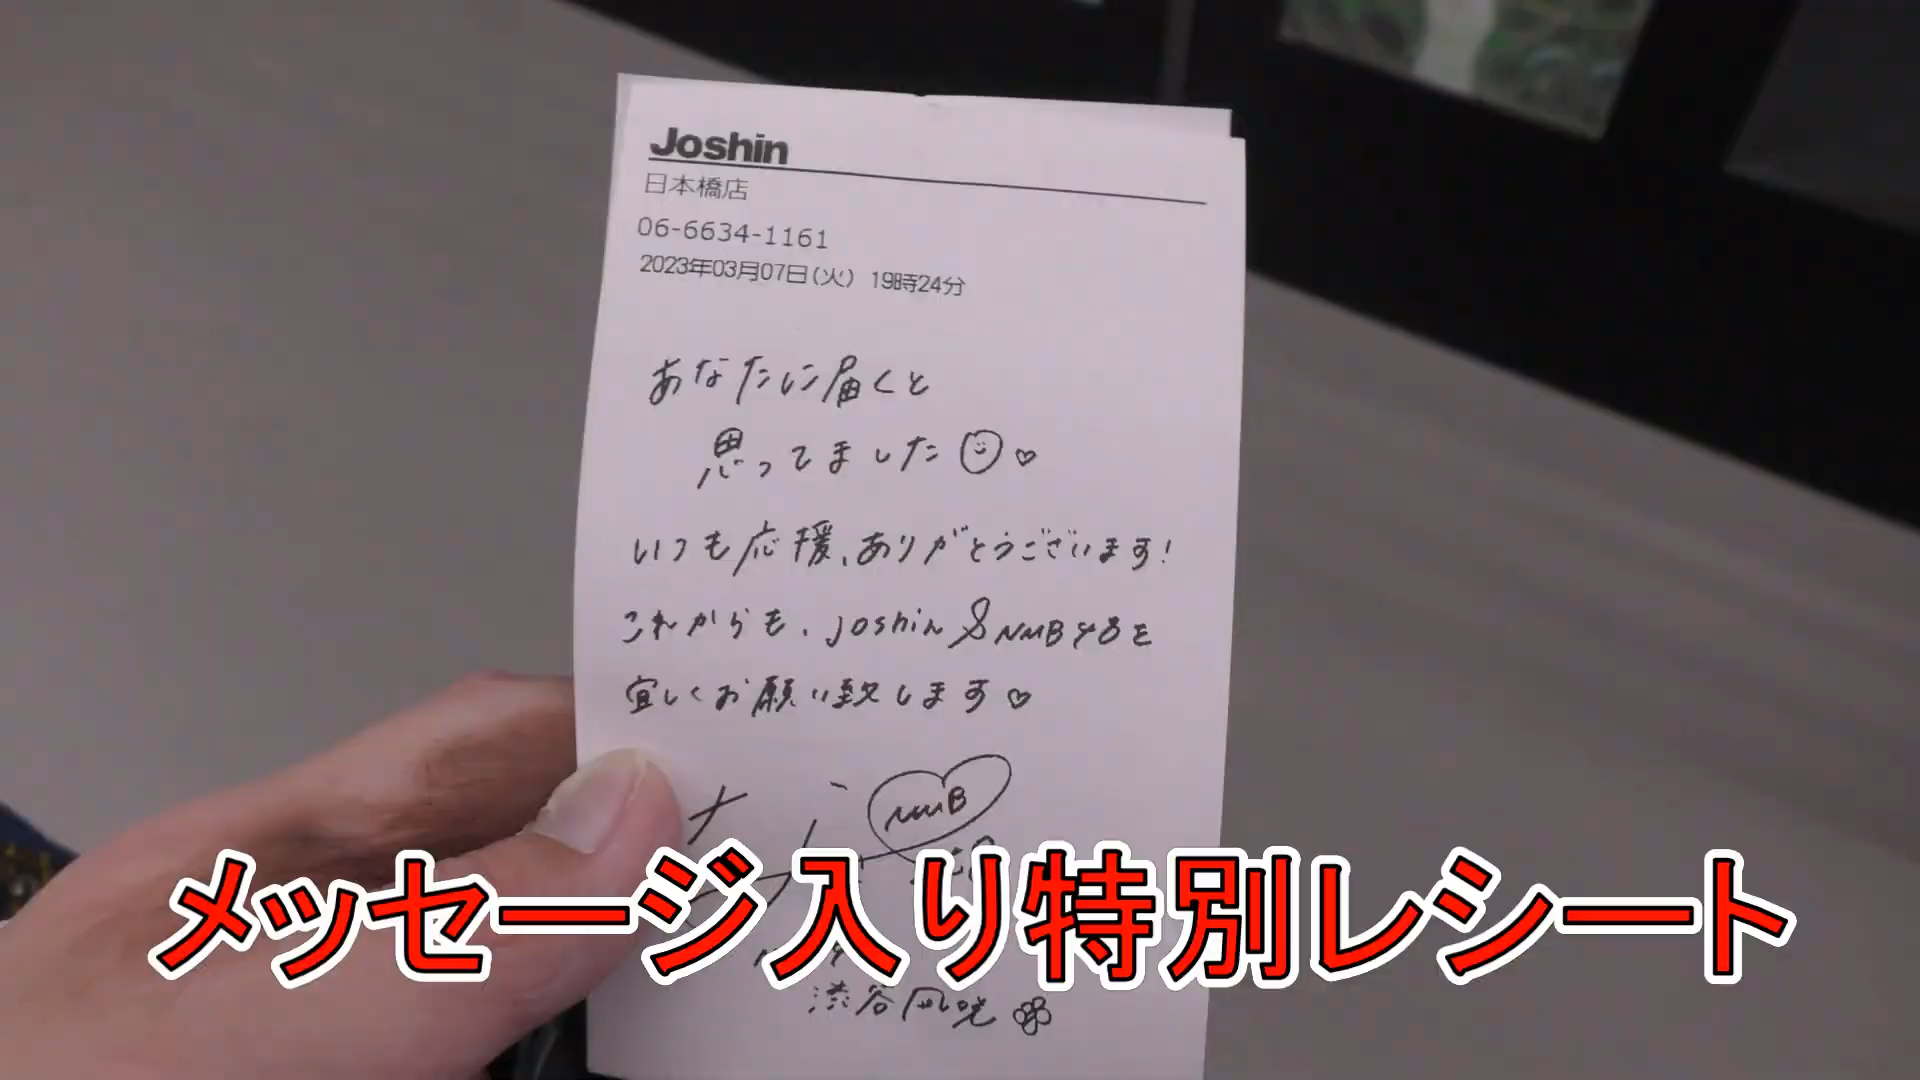 Joshin
日本橋店
06-6634-1161
2023年03月07日(火) 19時24分
あなたに届くと
思ってました
いつも応援、ありがとうございます!
これからも、Joshin&NMB48を
宜しくお願い致します♡
NMB
メッセージ入り特別レシート
渋谷凪咲